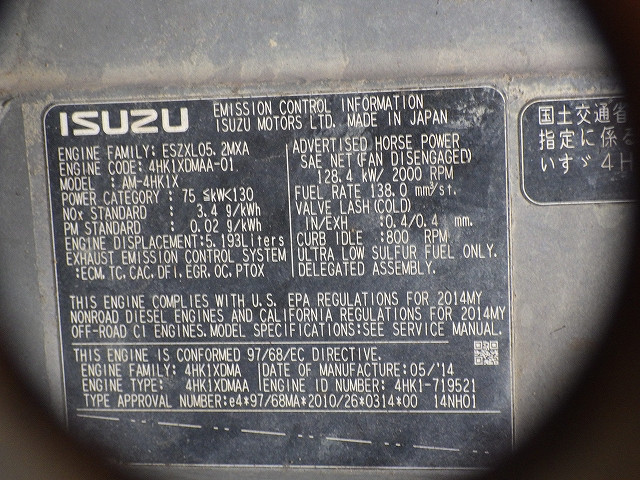 ISUZU
EMISSION CONTROL INFORMATION
ISUZU MOTORS LTD. MADE IN JAPAN
ENGINE FAMILY: ESZXL05.2MXA
ENGINE CODE: 4HK1XDMAA-01
MODEL : AM-4HK1X
POWER CATEGORY : 75 ≦kW<130
NOx STANDARD : 3.4 g/kWh
PM STANDARD : 0.02 g/kWh
ENGINE DISPLACEMENT:5.193Liters
EXHAUST EMISSION CONTROL SYSTEM
:ECM,TC,CAC,DFI,EGR,OC,PTOX
ADVERTISED HORSE POWER
SAE NET(FAN DISENGAGED)
128.4 kW/ 2000 RPM
FUEL RATE 138.0 mm³/st.
VALVE LASH(COLD)
IN/EXH :0.4/0.4 mm.
CURB IDLE :800 RPM.
ULTRA LOW SULFUR FUEL ONLY.
DELEGATED ASSEMBLY.
THIS ENGINE COMPLIES WITH U.S. EPA REGULATIONS FOR 2014MY
NONROAD DIESEL ENGINES AND CALIFORNIA REGULATIONS FOR 2014MY
OFF-ROAD CI ENGINES.MODEL SPECIFICATIONS:SEE SERVICE MANUAL.
THIS ENGINE IS CONFORMED 97/68/EC DIRECTIVE.
ENGINE FAMILY: 4HK1XDMA DATE OF MANUFACTURE:05/'14
ENGINE TYPE: 4HK1XDMAA ENGINE ID NUMBER: 4HK1-719521
TYPE APPROVAL NUMBER:e4*97/68MA*2010/26*0314*00 14NH01
国土交通省
指定に係る
いすゞ4H